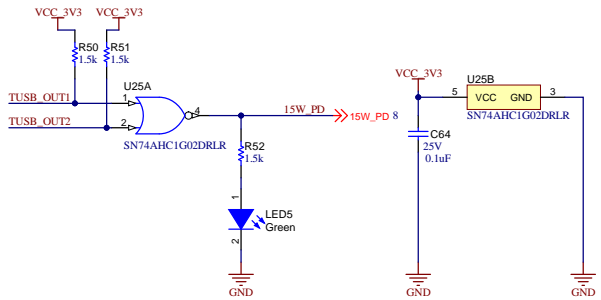 VCC_3V3 VCC_3V3
R50 R51
1.5k 1.5k
U25A
TUSB_OUT1 1
4 15W_PD 15W_PD 8
TUSB_OUT2 2
SN74AHC1G02DRLR
R52
1.5k
1
LED5
Green
2
GND
VCC_3V3
U25B
5 VCC GND 3
SN74AHC1G02DRLR
C64
25V
0.1uF
GND GND